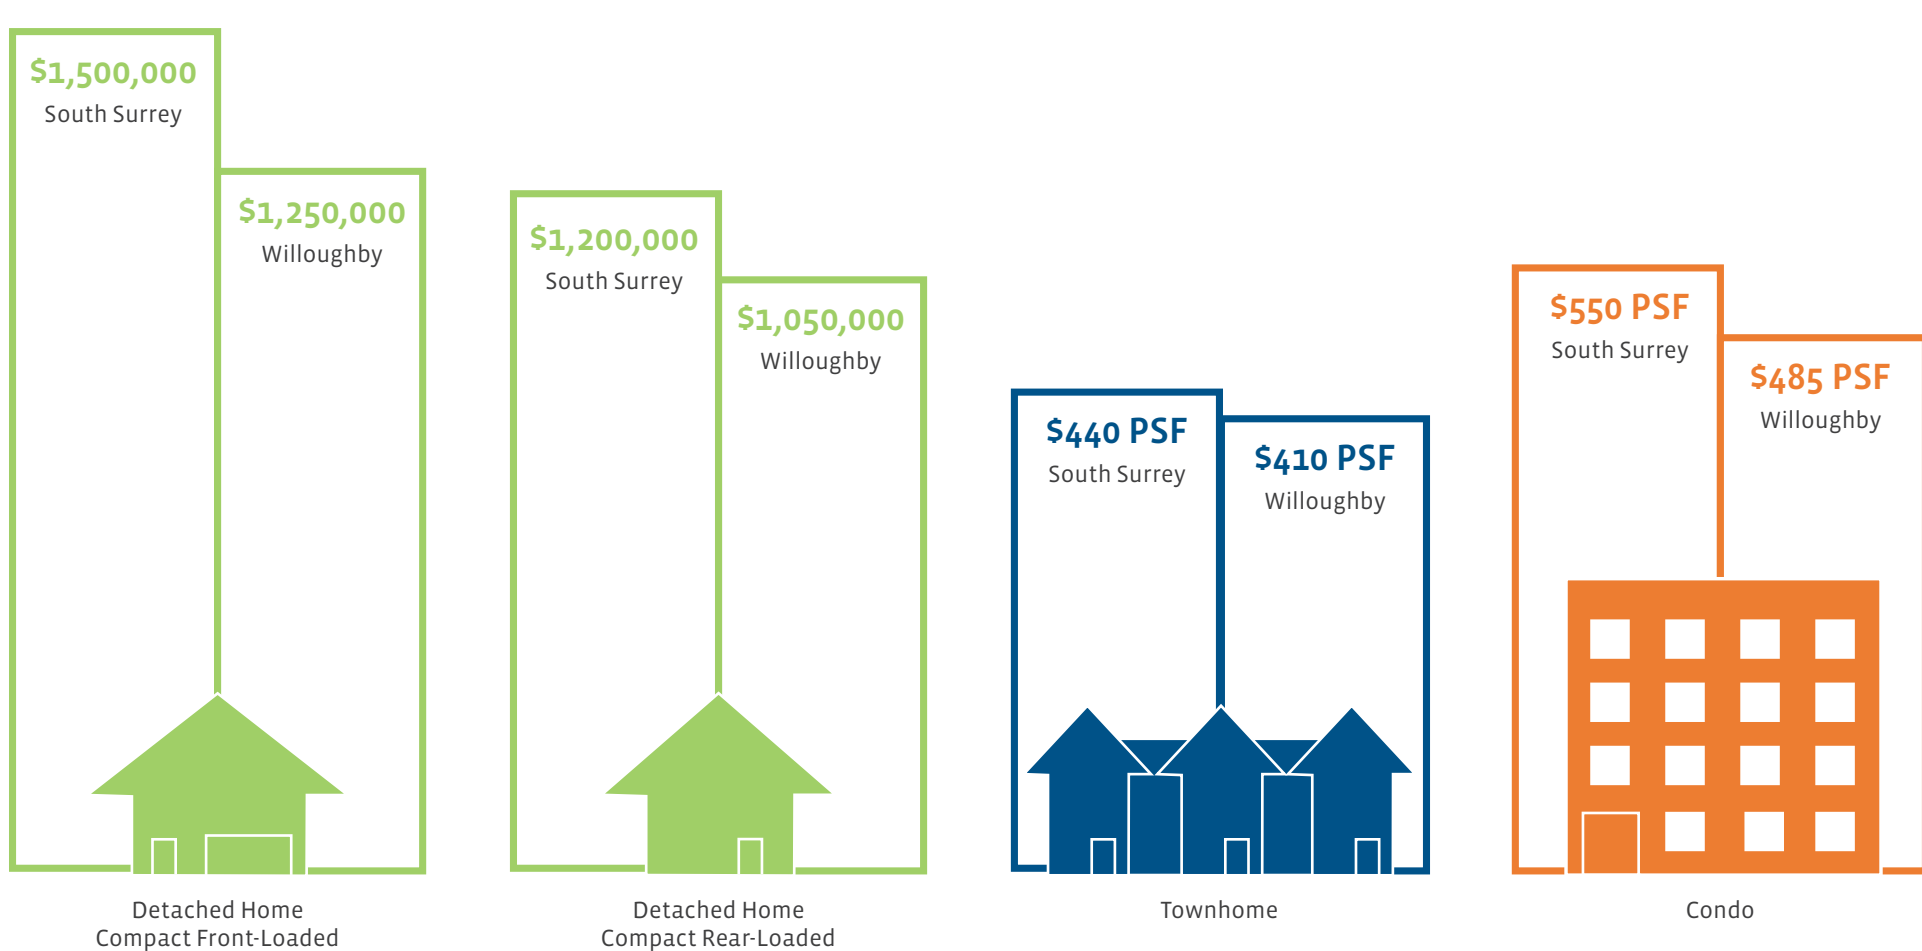 $1,500,000
South Surrey
$1,250,000
Willoughby
Detached Home
Compact Front-Loaded
$1,200,000
South Surrey
$1,050,000
Willoughby
Detached Home
Compact Rear-Loaded
$440 PSF
South Surrey
$410 PSF
Willoughby
Townhome
$550 PSF
South Surrey
$485 PSF
Willoughby
Condo